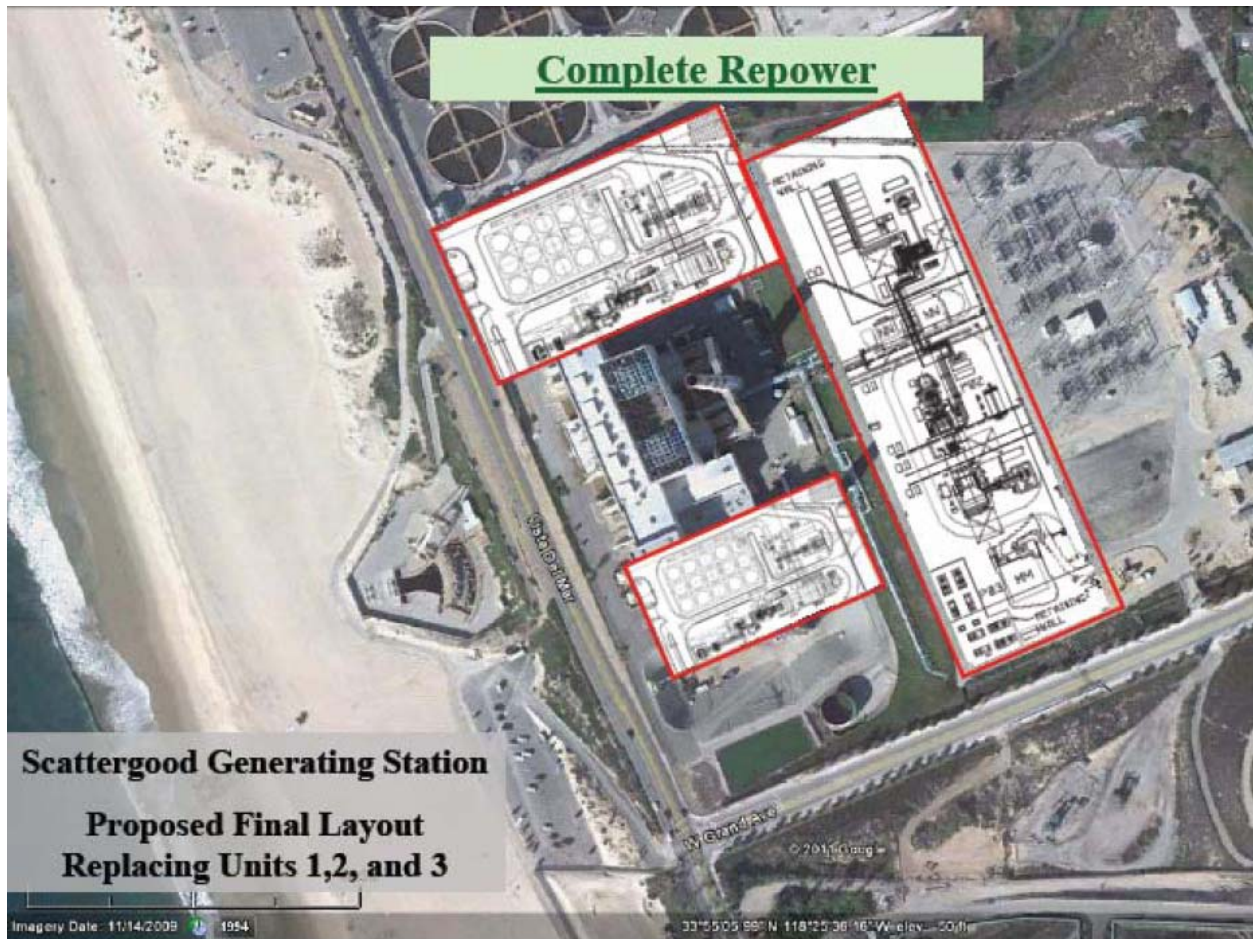 Complete Repower
RETAINING
WALL
Vista Del Mar
MM
RETAINING
WALL
W Grand Ave
© 2011 Google
Scattergood Generating Station
Proposed Final Layout
Replacing Units 1,2, and 3
Imagery Date: 11/14/2009
1994